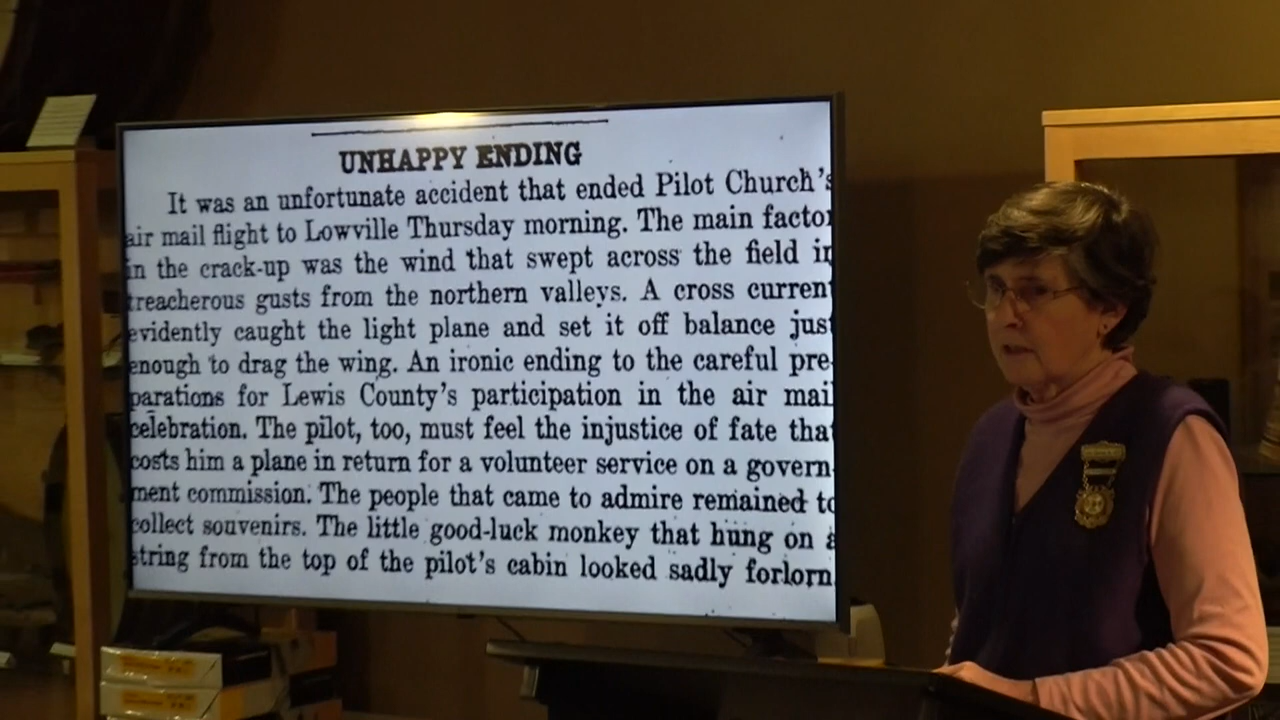 UNHAPPY ENDING
It was an unfortunate accident that ended Pilot Church's
air mail flight to Lowville Thursday morning. The main factor
in the crack-up was the wind that swept across the field in
treacherous gusts from the northern valleys. A cross current
evidently caught the light plane and set it off balance just
enough to drag the wing. An ironic ending to the careful pre-
parations for Lewis County's participation in the air mail
celebration. The pilot, too, must feel the injustice of fate that
costs him a plane in return for a volunteer service on a govern-
ment commission. The people that came to admire remained to
collect souvenirs. The little good-luck monkey that hung on a
string from the top of the pilot's cabin looked sadly forlorn.